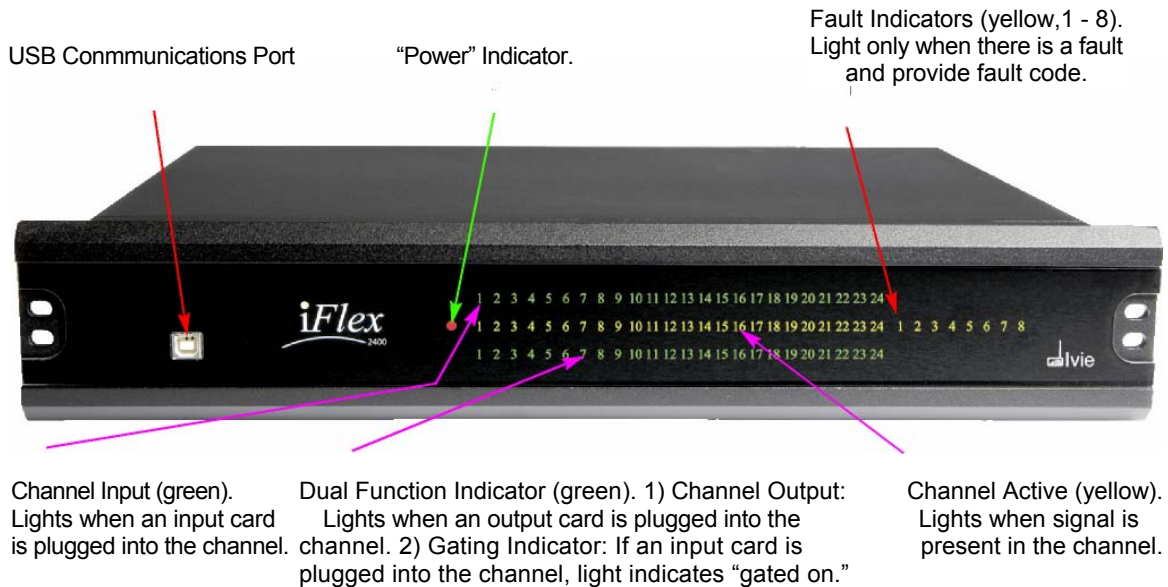 Fault Indicators (yellow,1 - 8).
Light only when there is a fault
and provide fault code.
USB Conmmunications Port
“Power” Indicator.
1 2 3 4 5 6 7 8 9 10 11 12 13 14 15 16 17 18 19 20 21 22 23 24
iFlex
2400
1 2 3 4 5 6 7 8 9 10 11 12 13 14 15 16 17 18 19 20 21 22 23 24 1 2 3 4 5 6 7 8
1 2 3 4 5 6 7 8 9 10 11 12 13 14 15 16 17 18 19 20 21 22 23 24
Ivie
Channel Input (green).
Lights when an input card
is plugged into the channel.
Dual Function Indicator (green). 1) Channel Output:
Lights when an output card is plugged into the
channel. 2) Gating Indicator: If an input card is
plugged into the channel, light indicates “gated on.”
Channel Active (yellow).
Lights when signal is
present in the channel.